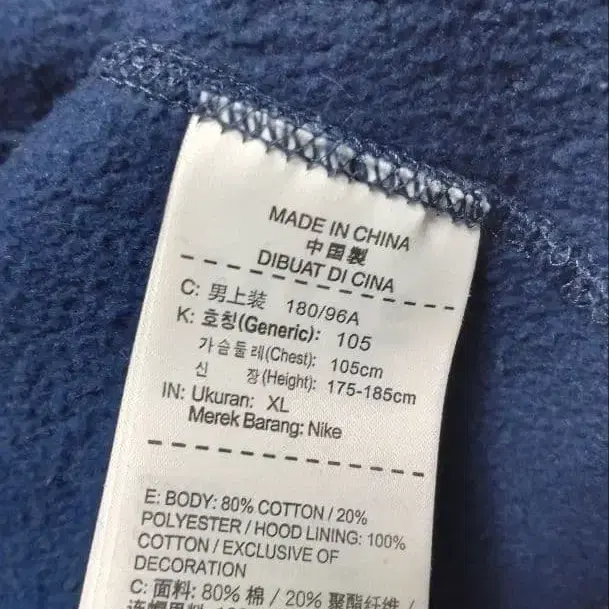 MADE IN CHINA
中国製
DIBUAT DI CINA
C: 男上装 180/96A
K: 호칭(Generic): 105
가슴둘레(Chest): 105cm
신 장(Height): 175-185cm
IN: Ukuran: XL
Merek Barang: Nike
E: BODY: 80% COTTON / 20%
POLYESTER / HOOD LINING: 100%
COTTON / EXCLUSIVE OF
DECORATION
C: 面料: 80% 棉 / 20% 聚酯纤维 /